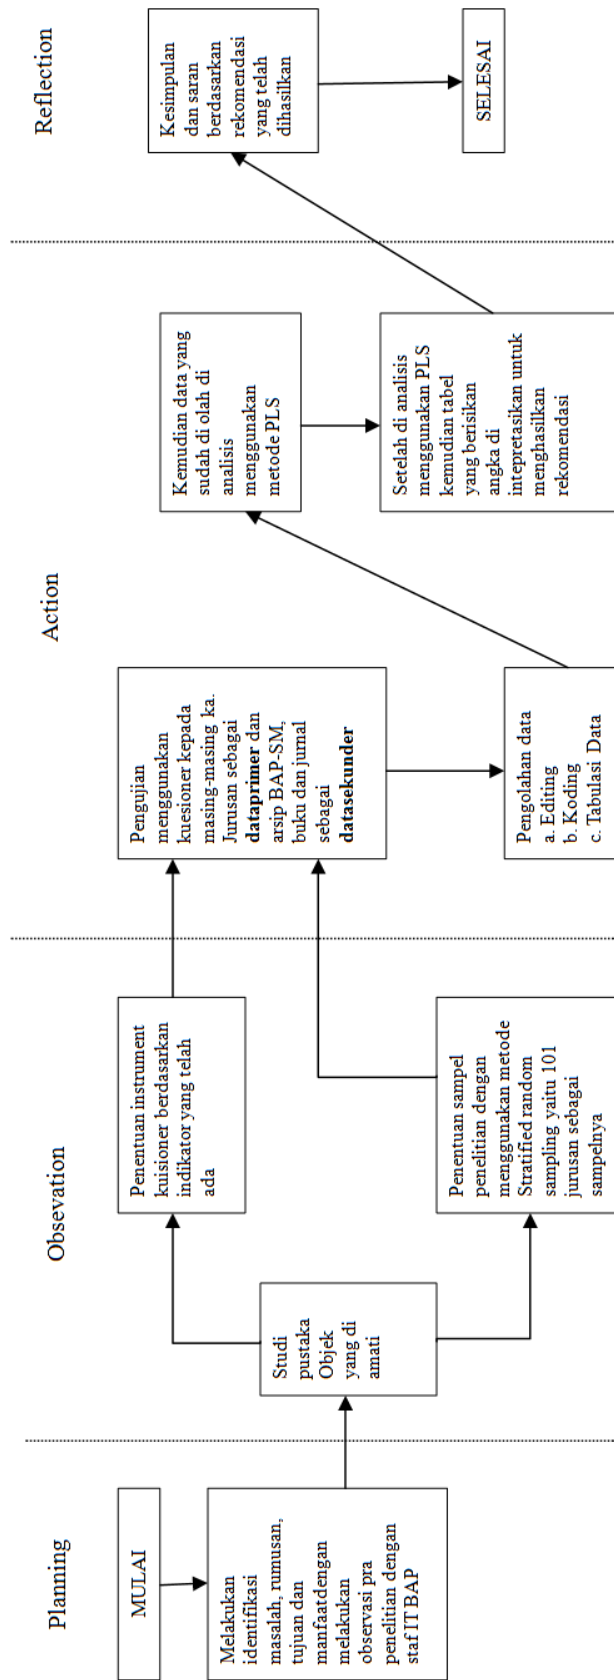 Planning
MULAI
Melakukan
identifikasi
masalah, rumusan,
tujuan dan
manfaatdengan
melakukan
observasi pra
penelitian dengan
staf IT BAP
Obsevation
Studi
pustaka
Objek
yang di
amati
Penentuan instrument
kuisioner berdasarkan
indikator yang telah
ada
Penentuan sampel
penelitian dengan
menggunakan metode
Stratified random
sampling yaitu 101
jurusan sebagai
sampelnya
Action
Pengujian
menggunakan
kuesioner kepada
masing-masing ka.
Jurusan sebagai
dataprimer dan
arsip BAP-SM,
buku dan jurnal
sebagai
datasekunder
Pengolahan data
a. Editing
b. Koding
c. Tabulasi Data
Kemudian data yang
sudah di olah di
analisis
menggunakan
metode PLS
Setelah di analisis
menggunakan PLS
kemudian tabel
yang berisikan
angka di
intepretasikan untuk
menghasilkan
rekomendasi
Reflection
Kesimpulan
dan saran
berdasarkan
rekomendasi
yang telah
dihasilkan
SELESAI